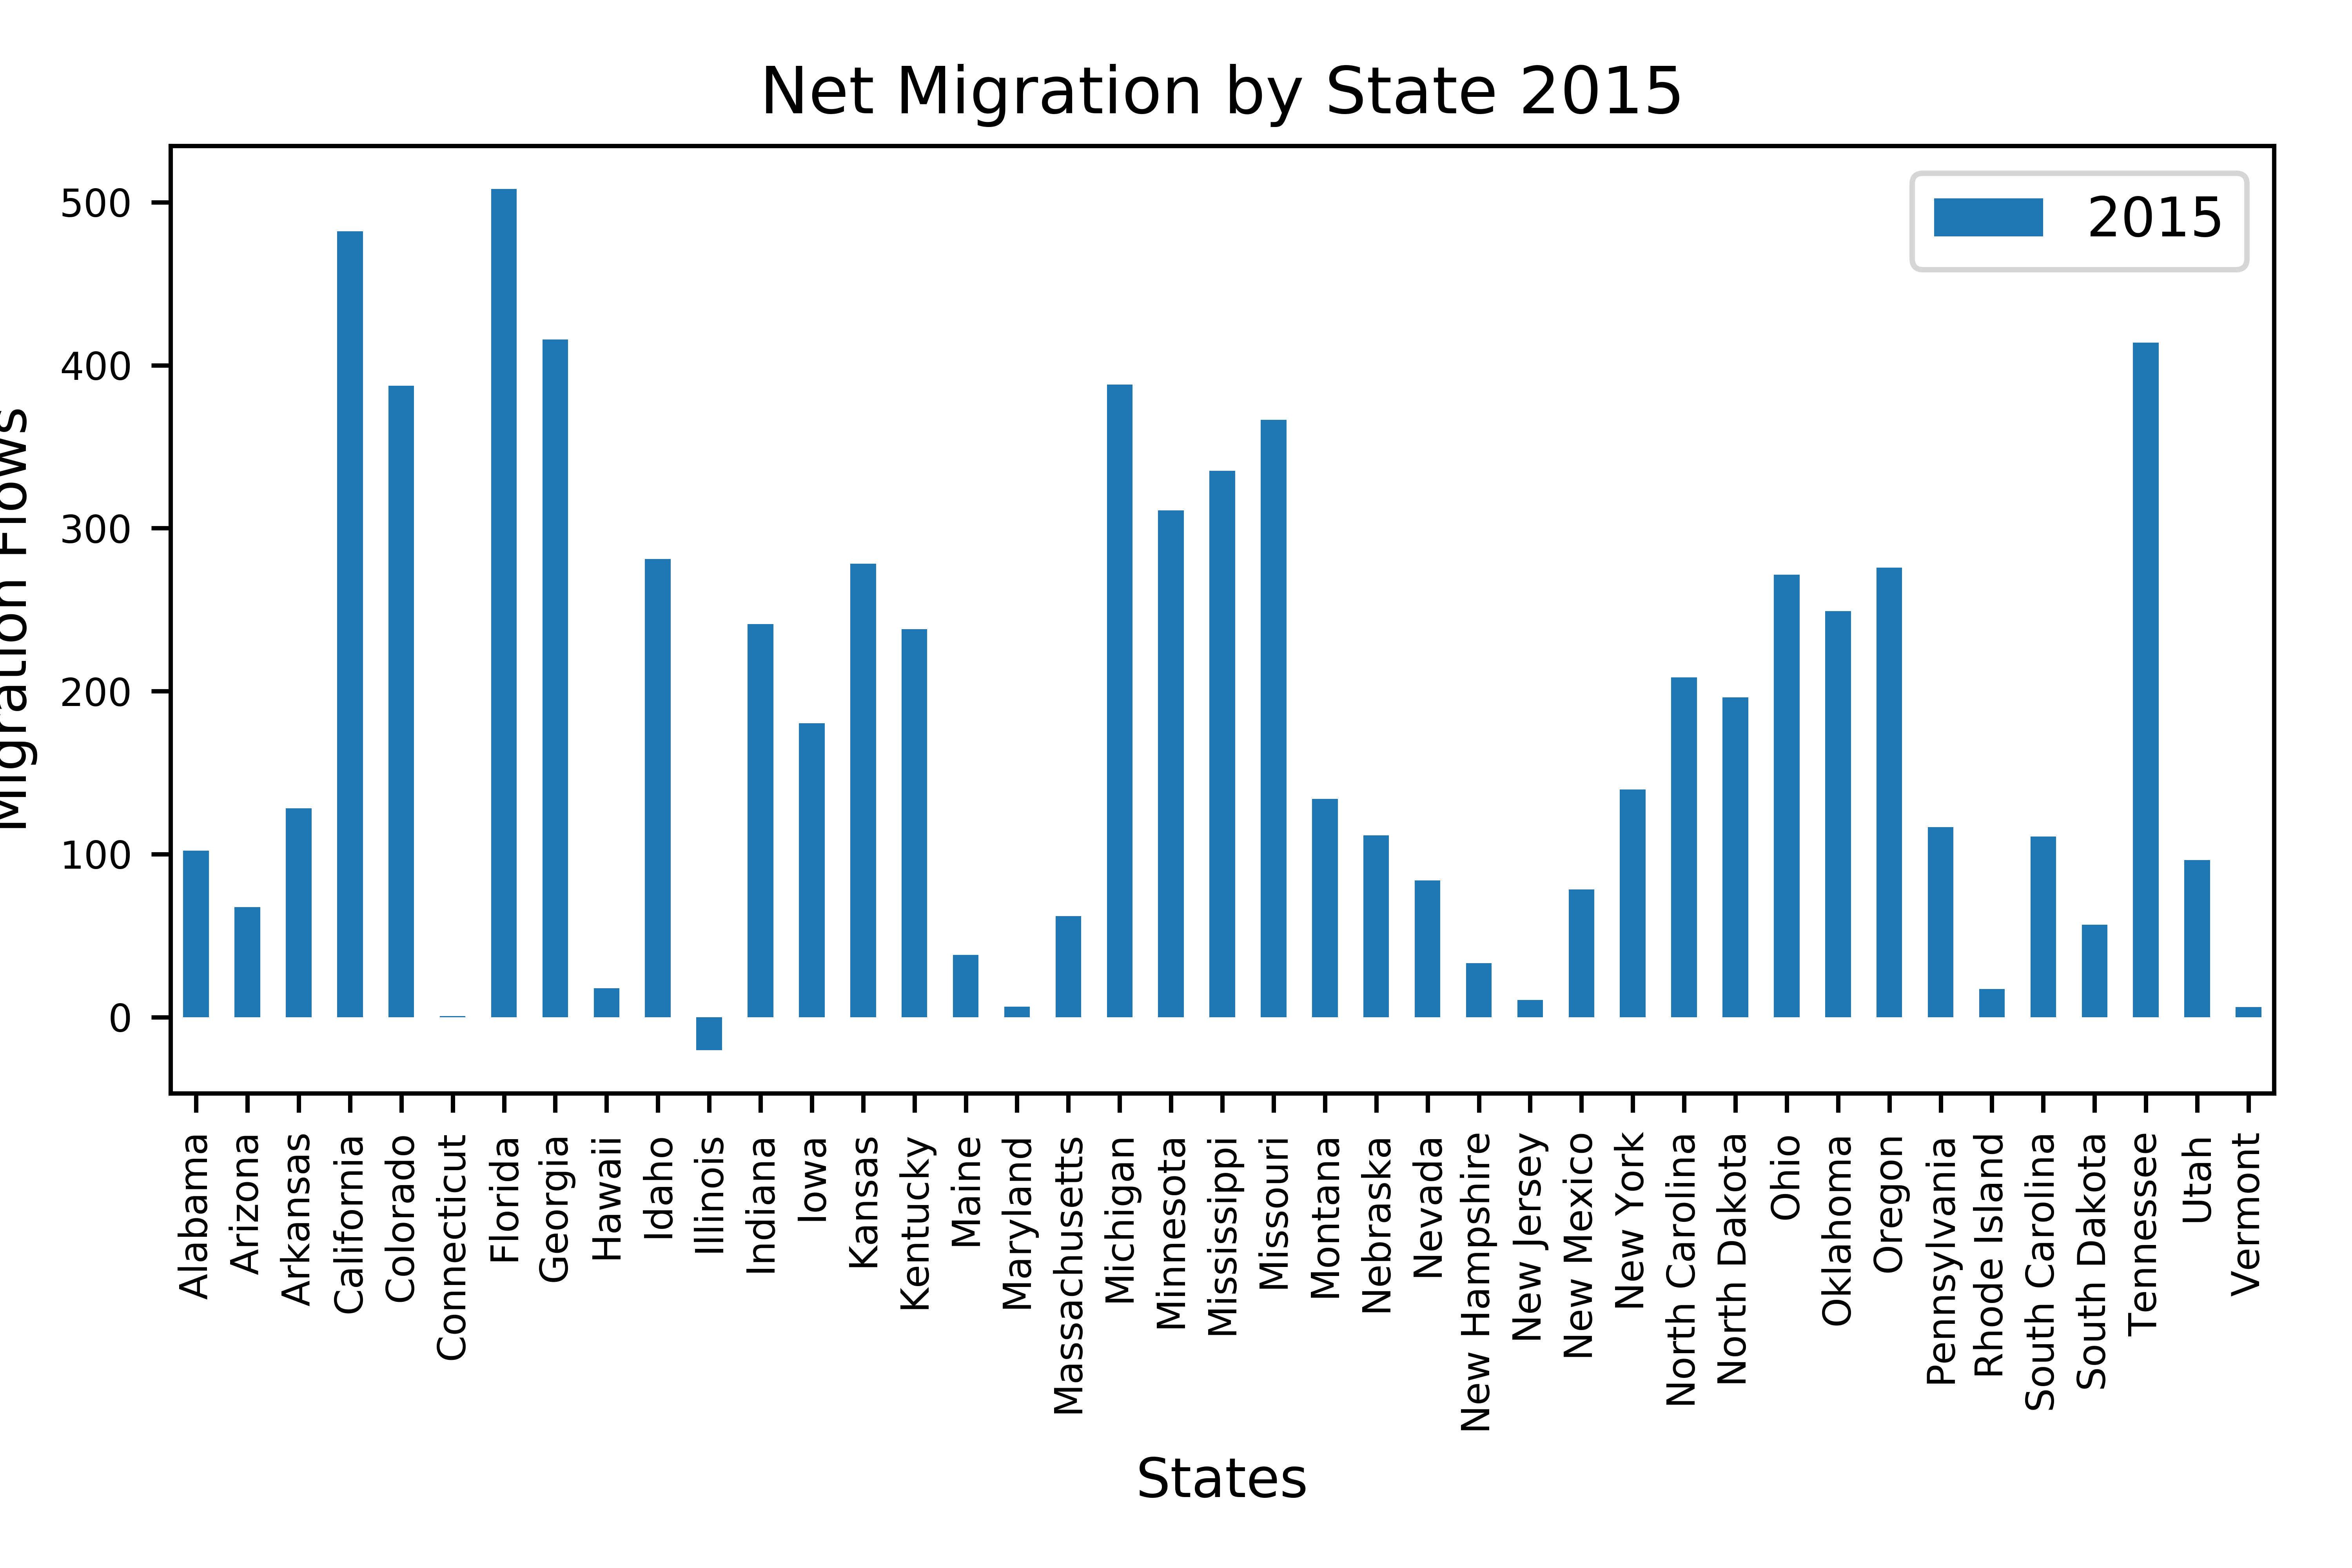 Net Migration by State 2015
2015
500
400
300
200
100
0
Migration Flows
Alabama
Arizona
Arkansas
California
Colorado
Connecticut
Florida
Georgia
Hawaii
Idaho
Illinois
Indiana
Iowa
Kansas
Kentucky
Maine
Maryland
Massachusetts
Michigan
Minnesota
Mississippi
Missouri
Montana
Nebraska
Nevada
New Hampshire
New Jersey
New Mexico
New York
North Carolina
North Dakota
Ohio
Oklahoma
Oregon
Pennsylvania
Rhode Island
South Carolina
South Dakota
Tennessee
Utah
Vermont
States